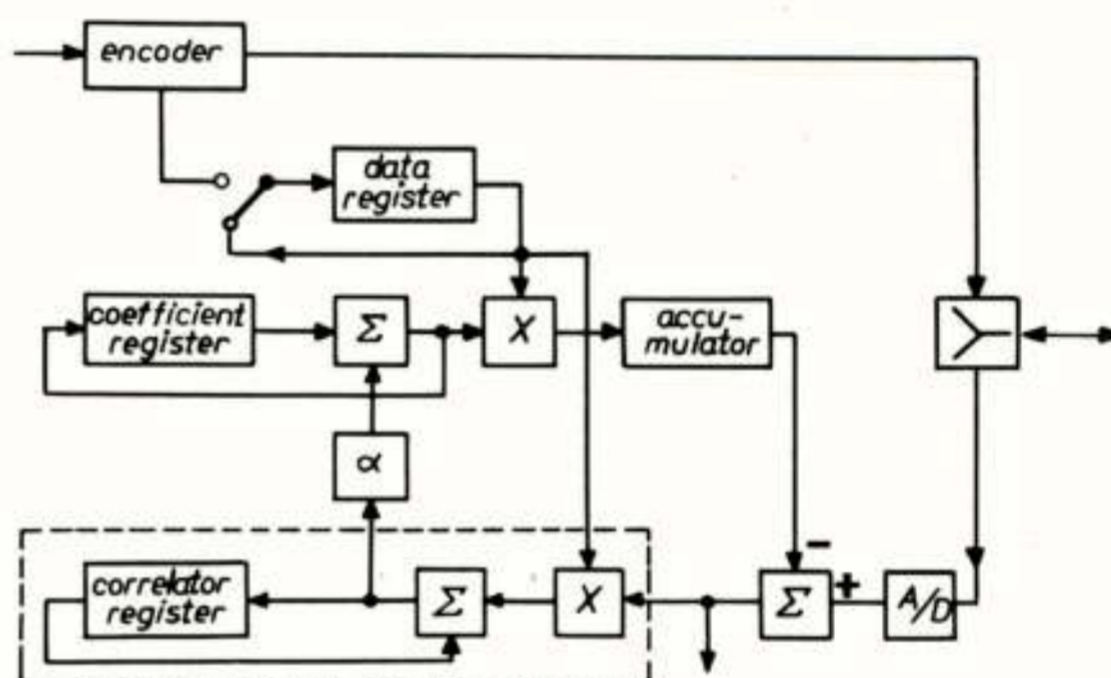 encoder
data
register
coefficient
register
Σ
X
accu-
mulator
α
−
correlator
register
Σ
X
Σ
+
A/D